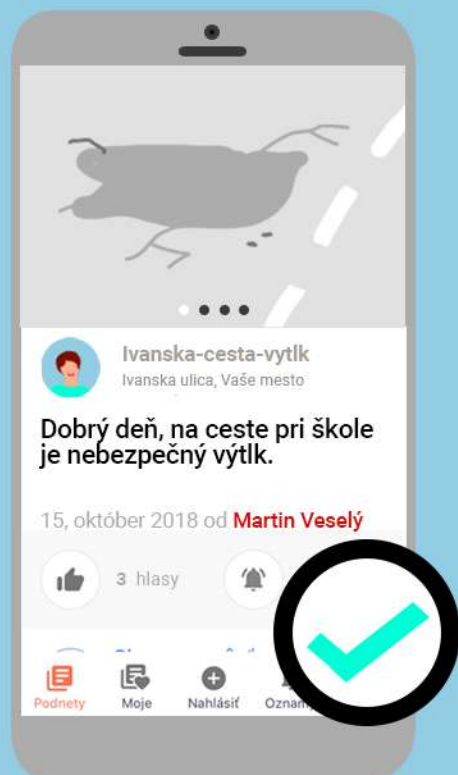 Ivanska-cesta-vytlk
Ivanska ulica, Vaše mesto
Dobrý deň, na ceste pri škole
je nebezpečný výtlk.
15, október 2018 od Martin Veselý
3 hlasy
Podnety Moje Nahlásiť